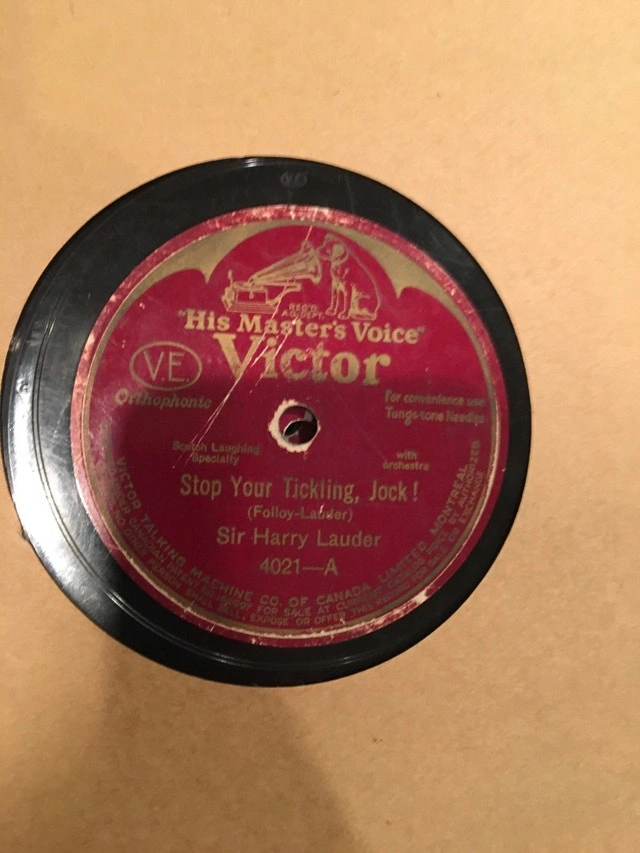 REG'D.
"His Master's Voice"
Victor
V.E.
Orthophonic
For convenience use
Tungs-tone Needles
Scotch Laughing
Specialty
with
orchestra
Stop Your Tickling, Jock!
(Folloy-Lauder)
Sir Harry Lauder
4021—A
VICTOR TALKING MACHINE CO. OF CANADA, LIMITED, MONTREAL